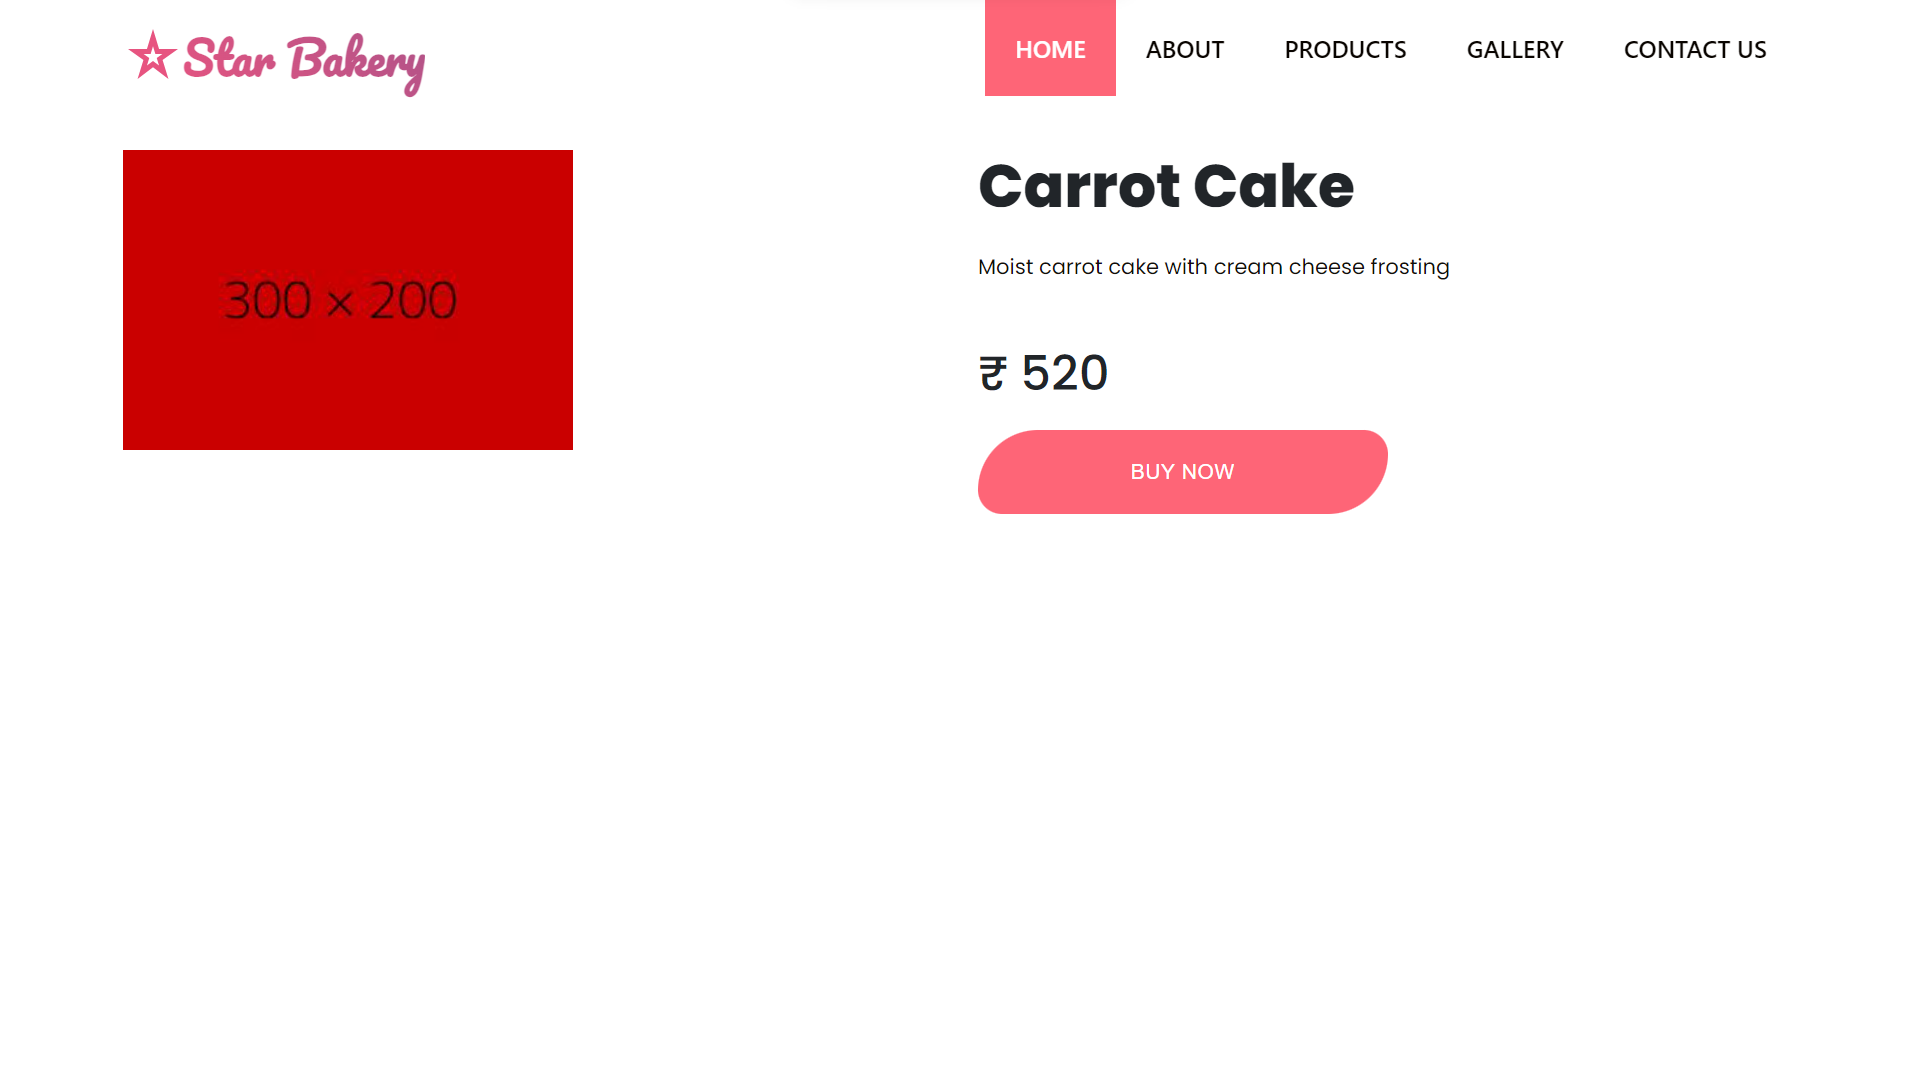 Star Bakery
HOME ABOUT PRODUCTS GALLERY CONTACT US
300 × 200
Carrot Cake
Moist carrot cake with cream cheese frosting
₹ 520
BUY NOW